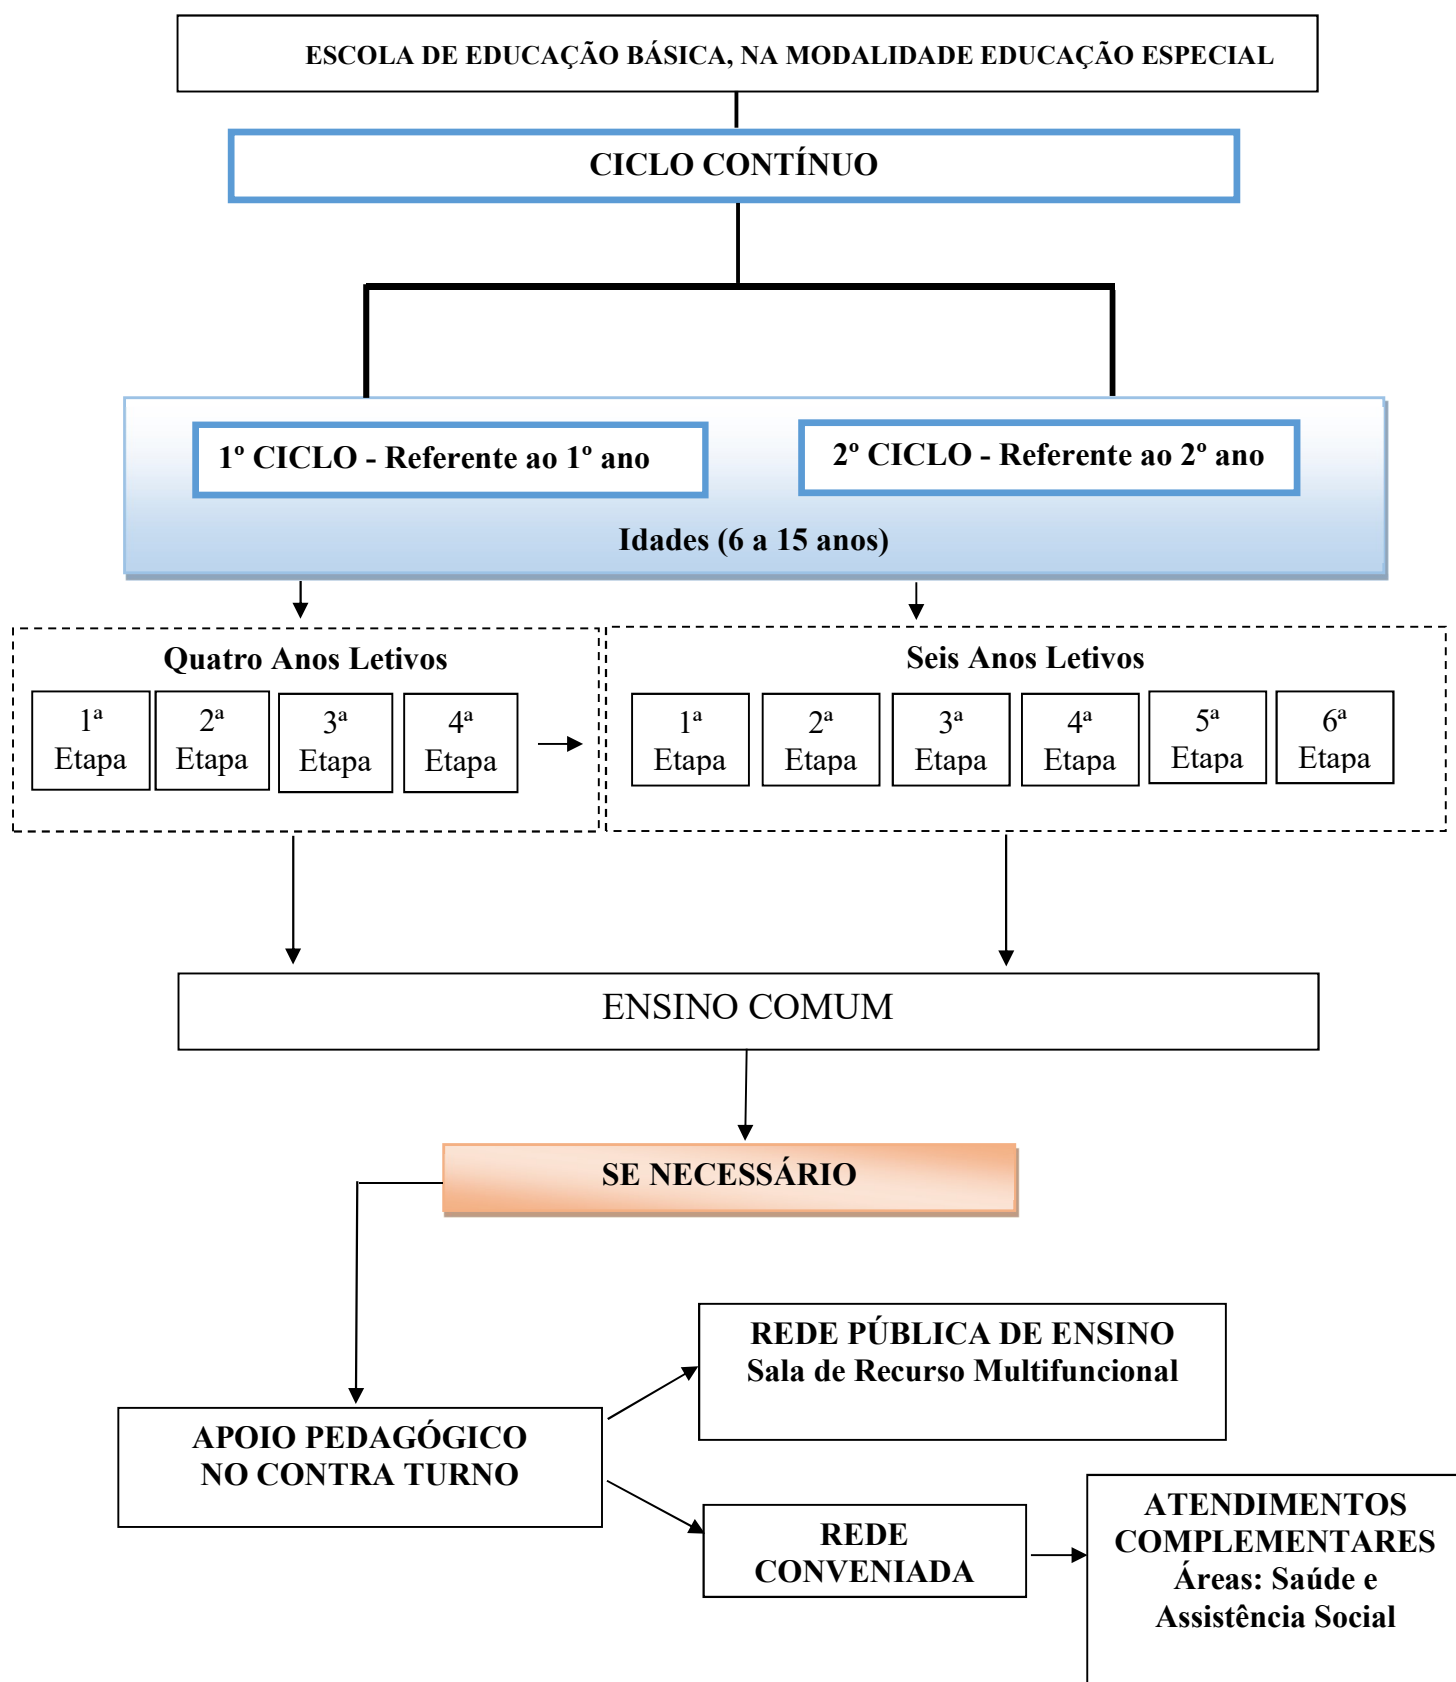 ESCOLA DE EDUCAÇÃO BÁSICA, NA MODALIDADE EDUCAÇÃO ESPECIAL
CICLO CONTÍNUO
1º CICLO - Referente ao 1º ano
2º CICLO - Referente ao 2º ano
Idades (6 a 15 anos)
Quatro Anos Letivos
1ª
Etapa
2ª
Etapa
3ª
Etapa
4ª
Etapa
Seis Anos Letivos
1ª
Etapa
2ª
Etapa
3ª
Etapa
4ª
Etapa
5ª
Etapa
6ª
Etapa
ENSINO COMUM
SE NECESSÁRIO
REDE PÚBLICA DE ENSINO
Sala de Recurso Multifuncional
APOIO PEDAGÓGICO
NO CONTRA TURNO
REDE
CONVENIADA
ATENDIMENTOS
COMPLEMENTARES
Áreas: Saúde e
Assistência Social